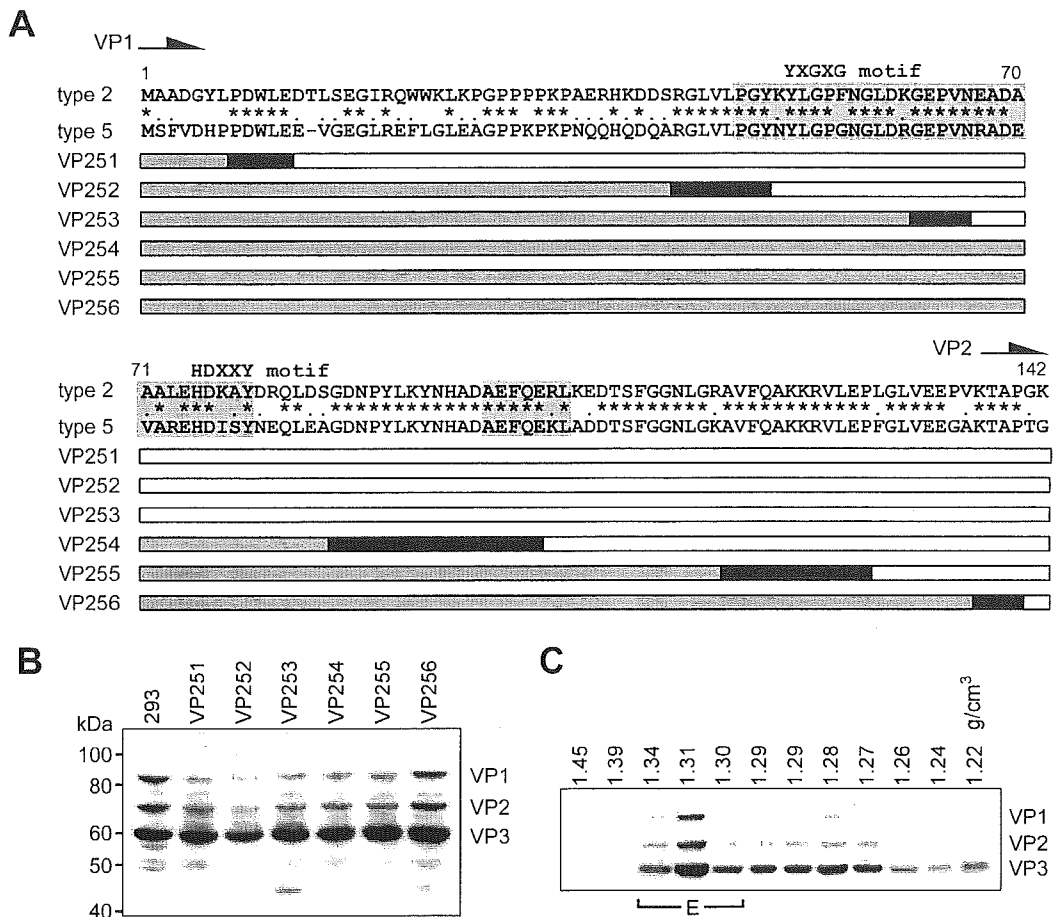 A
VP1
1 YXGXG motif 70
type 2 MAADGYLPDWLEDTLSEGIRQWWKLKPGPPPPKPAERHKDDSRGLVLPGYKYLGPFNGLDKGEPVNEADA
type 5 MSFVDHPPDWLEE-VGEGLREFLGLEAGPPKPKPNQQHQDQARGLVLPGYNYLGPGNGLDRGEPVNRADE
VP251
VP252
VP253
VP254
VP255
VP256
VP2
71 HDXXY motif 142
type 2 AALEHDKAYDRQLDSGDNPYLKYNHADAEFQERLKEDTSFGGNLGRAVFQAKKRVLEPLGLVEEPVKTAPGK
type 5 VAREHDISYNEQLEAGDNPYLKYNHADAEFQEKLADDTSFGGNLGKAVFQAKKRVLEPFGLVEEGAKTAPTG
VP251
VP252
VP253
VP254
VP255
VP256
B
293 VP251 VP252 VP253 VP254 VP255 VP256
kDa
100
80
60
50
40
VP1
VP2
VP3
C
1.45 1.39 1.34 1.31 1.30 1.29 1.29 1.28 1.27 1.26 1.24 1.22 g/cm³
VP1
VP2
VP3
E